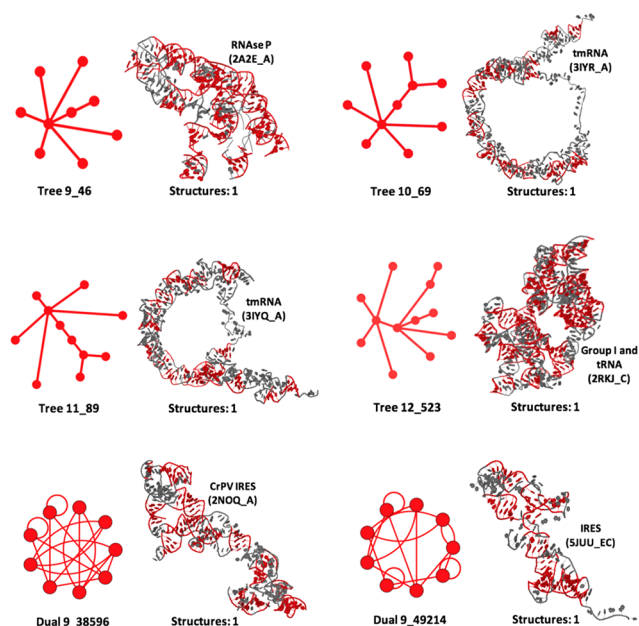 RNAse P
(2A2E_A)
Tree 9_46
Structures: 1
tmRNA
(3IYR_A)
Tree 10_69
Structures: 1
tmRNA
(3IYQ_A)
Tree 11_89
Structures: 1
Group I and
tRNA
(2RKJ_C)
Tree 12_523
Structures: 1
CrPV IRES
(2NOQ_A)
Dual 9_38596
Structures: 1
IRES
(5JUU_EC)
Dual 9_49214
Structures: 1